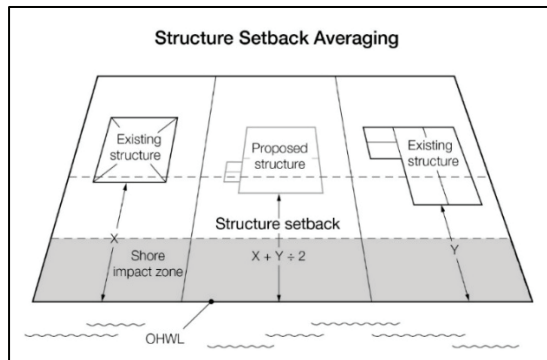 Structure Setback Averaging
Existing
structure
Proposed
structure
Existing
structure
Structure setback
X
Shore
impact zone
X + Y ÷ 2
Y
OHWL